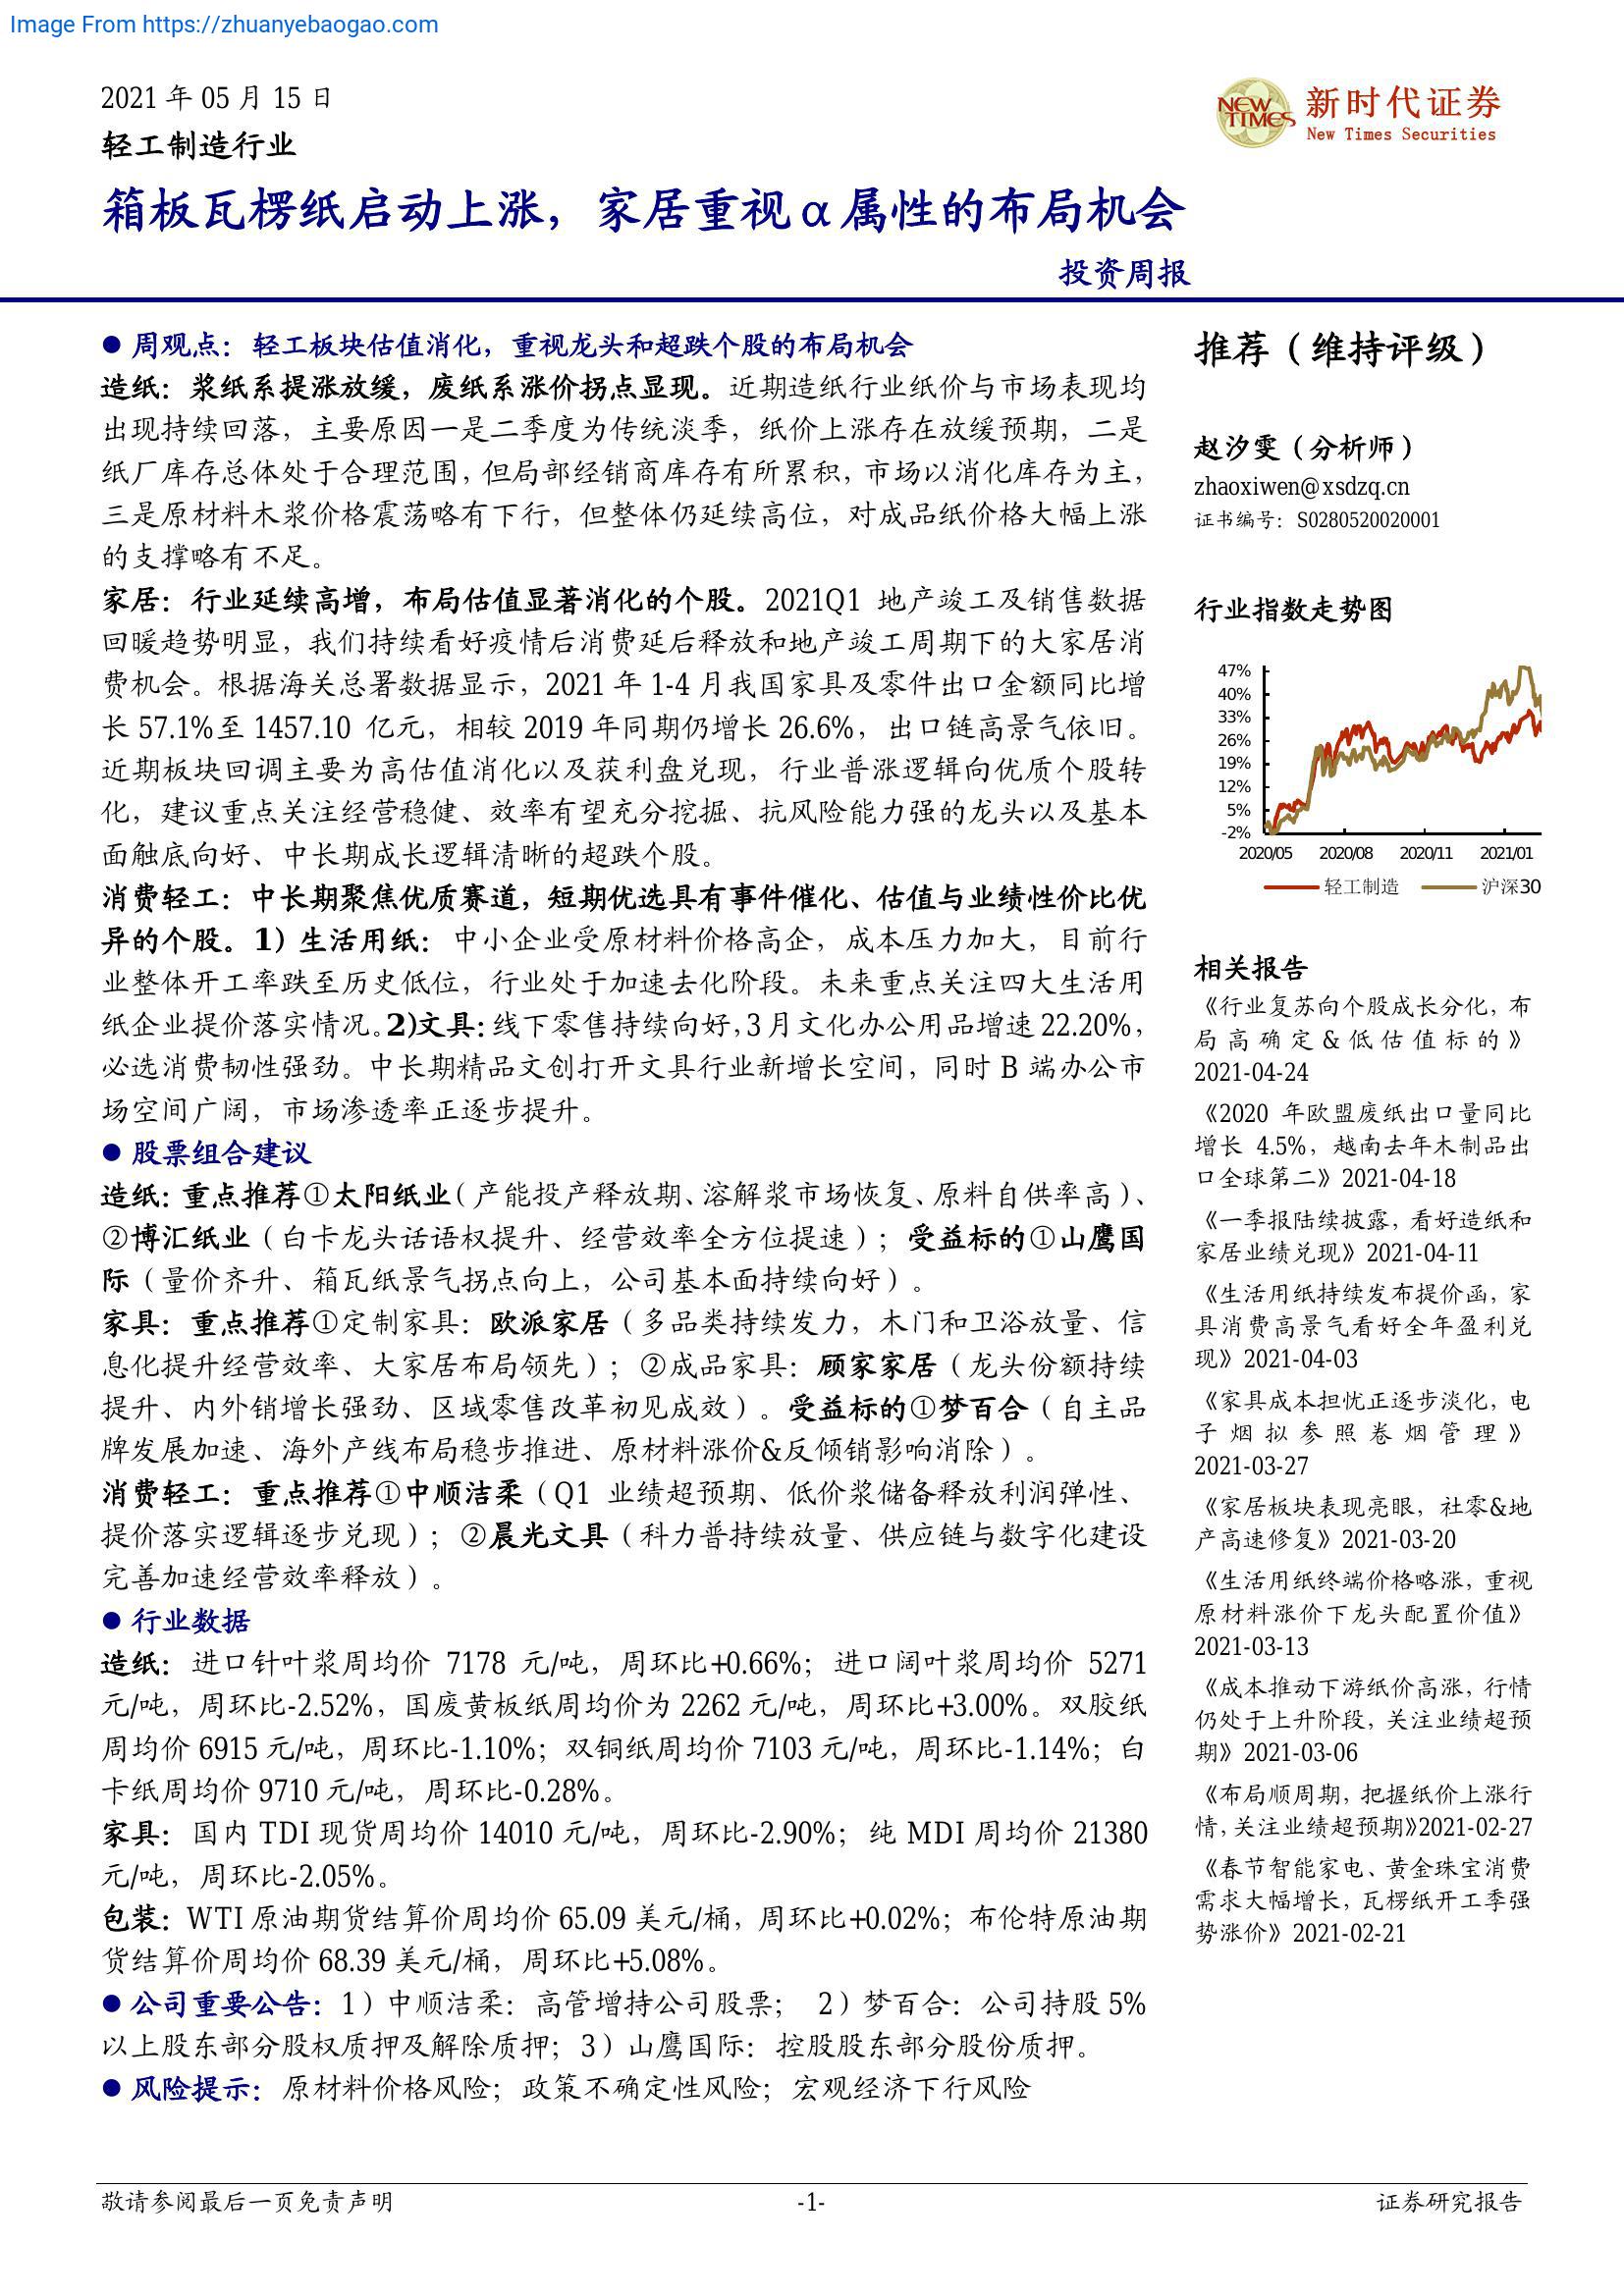 Image From https://zhuanyebaogao.com
2021 年 05 月 15 日
NEW TIMES 新时代证券
New Times Securities
轻工制造行业
箱板瓦楞纸启动上涨，家居重视α属性的布局机会
投资周报
● 周观点：轻工板块估值消化，重视龙头和超跌个股的布局机会
造纸：浆纸系提涨放缓，废纸系涨价拐点显现。近期造纸行业纸价与市场表现均
出现持续回落，主要原因一是二季度为传统淡季，纸价上涨存在放缓预期，二是
纸厂库存总体处于合理范围，但局部经销商库存有所累积，市场以消化库存为主，
三是原材料木浆价格震荡略有下行，但整体仍延续高位，对成品纸价格大幅上涨
的支撑略有不足。
家居：行业延续高增，布局估值显著消化的个股。2021Q1 地产竣工及销售数据
回暖趋势明显，我们持续看好疫情后消费延后释放和地产竣工周期下的大家居消
费机会。根据海关总署数据显示，2021 年 1-4 月我国家具及零件出口金额同比增
长 57.1%至 1457.10 亿元，相较 2019 年同期仍增长 26.6%，出口链高景气依旧。
近期板块回调主要为高估值消化以及获利盘兑现，行业普涨逻辑向优质个股转
化，建议重点关注经营稳健、效率有望充分挖掘、抗风险能力强的龙头以及基本
面触底向好、中长期成长逻辑清晰的超跌个股。
消费轻工：中长期聚焦优质赛道，短期优选具有事件催化、估值与业绩性价比优
异的个股。1）生活用纸：中小企业受原材料价格高企，成本压力加大，目前行
业整体开工率跌至历史低位，行业处于加速去化阶段。未来重点关注四大生活用
纸企业提价落实情况。2)文具：线下零售持续向好，3 月文化办公用品增速 22.20%，
必选消费韧性强劲。中长期精品文创打开文具行业新增长空间，同时 B 端办公市
场空间广阔，市场渗透率正逐步提升。
● 股票组合建议
造纸：重点推荐①太阳纸业（产能投产释放期、溶解浆市场恢复、原料自供率高）、
②博汇纸业（白卡龙头话语权提升、经营效率全方位提速）；受益标的①山鹰国
际（量价齐升、箱瓦纸景气拐点向上，公司基本面持续向好）。
家具：重点推荐①定制家具：欧派家居（多品类持续发力，木门和卫浴放量、信
息化提升经营效率、大家居布局领先）；②成品家具：顾家家居（龙头份额持续
提升、内外销增长强劲、区域零售改革初见成效）。受益标的①梦百合（自主品
牌发展加速、海外产线布局稳步推进、原材料涨价&反倾销影响消除）。
消费轻工：重点推荐①中顺洁柔（Q1 业绩超预期、低价浆储备释放利润弹性、
提价落实逻辑逐步兑现）；②晨光文具（科力普持续放量、供应链与数字化建设
完善加速经营效率释放）。
● 行业数据
造纸：进口针叶浆周均价 7178 元/吨，周环比+0.66%；进口阔叶浆周均价 5271
元/吨，周环比-2.52%，国废黄板纸周均价为 2262 元/吨，周环比+3.00%。双胶纸
周均价 6915 元/吨，周环比-1.10%；双铜纸周均价 7103 元/吨，周环比-1.14%；白
卡纸周均价 9710 元/吨，周环比-0.28%。
家具：国内 TDI 现货周均价 14010 元/吨，周环比-2.90%；纯 MDI 周均价 21380
元/吨，周环比-2.05%。
包装：WTI 原油期货结算价周均价 65.09 美元/桶，周环比+0.02%；布伦特原油期
货结算价周均价 68.39 美元/桶，周环比+5.08%。
● 公司重要公告：1）中顺洁柔：高管增持公司股票； 2）梦百合：公司持股 5%
以上股东部分股权质押及解除质押；3）山鹰国际：控股股东部分股份质押。
● 风险提示：原材料价格风险；政策不确定性风险；宏观经济下行风险
推荐（维持评级）
赵汐雯（分析师）
zhaoxiwen@xsdzq.cn
证书编号：S0280520020001
行业指数走势图
47%
40%
33%
26%
19%
12%
5%
-2%
2020/05 2020/08 2020/11 2021/01
轻工制造 沪深30
相关报告
《行业复苏向个股成长分化，布
局高确定&低估值标的》
2021-04-24
《2020 年欧盟废纸出口量同比
增长 4.5%，越南去年木制品出
口全球第二》2021-04-18
《一季报陆续披露，看好造纸和
家居业绩兑现》2021-04-11
《生活用纸持续发布提价函，家
具消费高景气看好全年盈利兑
现》2021-04-03
《家具成本担忧正逐步淡化，电
子烟拟参照卷烟管理》
2021-03-27
《家居板块表现亮眼，社零&地
产高速修复》2021-03-20
《生活用纸终端价格略涨，重视
原材料涨价下龙头配置价值》
2021-03-13
《成本推动下游纸价高涨，行情
仍处于上升阶段，关注业绩超预
期》2021-03-06
《布局顺周期，把握纸价上涨行
情，关注业绩超预期》2021-02-27
《春节智能家电、黄金珠宝消费
需求大幅增长，瓦楞纸开工季强
势涨价》2021-02-21
敬请参阅最后一页免责声明
-1-
证券研究报告